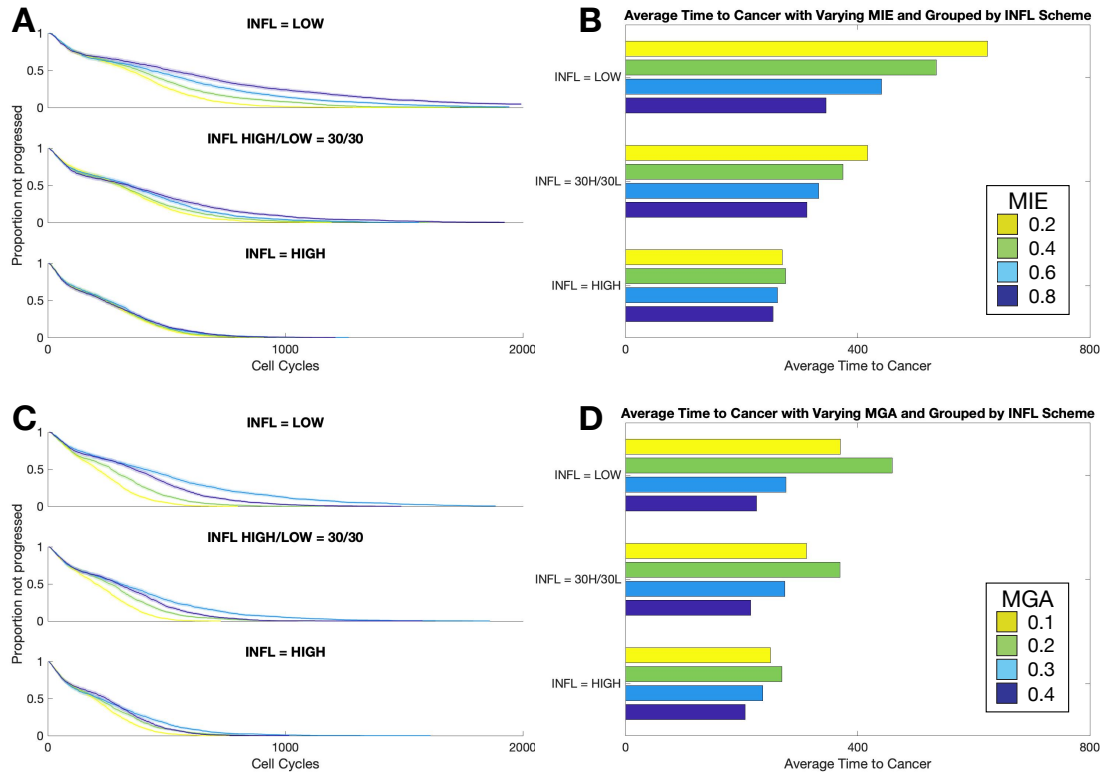 A
INFL = LOW
1
0.5
0
INFL HIGH/LOW = 30/30
1
0.5
0
INFL = HIGH
1
0.5
0
0
1000
2000
Cell Cycles
Proportion not progressed
B
Average Time to Cancer with Varying MIE and Grouped by INFL Scheme
INFL = LOW
INFL = 30H/30L
INFL = HIGH
0
400
800
Average Time to Cancer
MIE
0.2
0.4
0.6
0.8
C
INFL = LOW
1
0.5
0
INFL HIGH/LOW = 30/30
1
0.5
0
INFL = HIGH
1
0.5
0
0
1000
2000
Cell Cycles
Proportion not progressed
D
Average Time to Cancer with Varying MGA and Grouped by INFL Scheme
INFL = LOW
INFL = 30H/30L
INFL = HIGH
0
400
800
Average Time to Cancer
MGA
0.1
0.2
0.3
0.4